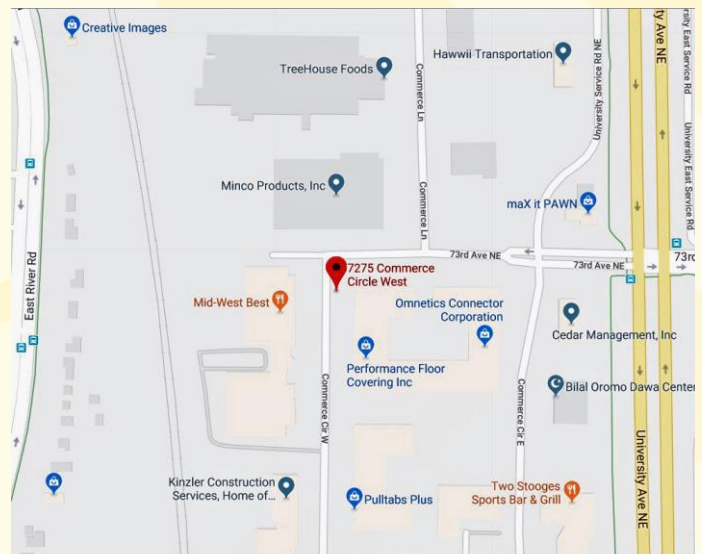 Creative Images
TreeHouse Foods
Hawwii Transportation
Commerce Ln
University Service Rd NE
ty Ave NE
rsity East Service Rd
University East Service Rd
Minco Products, Inc
Commerce Ln
maX it PAWN
East River Rd
73rd Ave NE
73rd Ave NE
73rd
7275 Commerce
Circle West
Mid-West Best
Omnetics Connector
Corporation
Cedar Management, Inc
Performance Floor
Covering Inc
Bilal Oromo Dawa Center
Commerce Cir W
Commerce Cir E
University Ave NE
Kinzler Construction
Services, Home of...
Pulltabs Plus
Two Stooges
Sports Bar & Grill